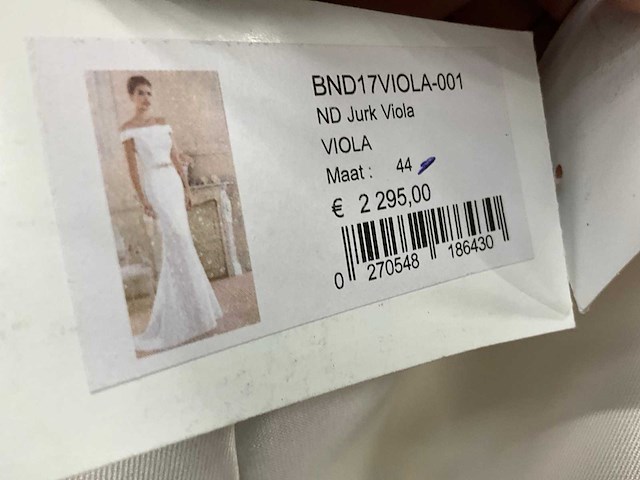 BND17VIOLA-001
ND Jurk Viola
VIOLA
Maat : 44
€ 2 295,00
0 270548 186430